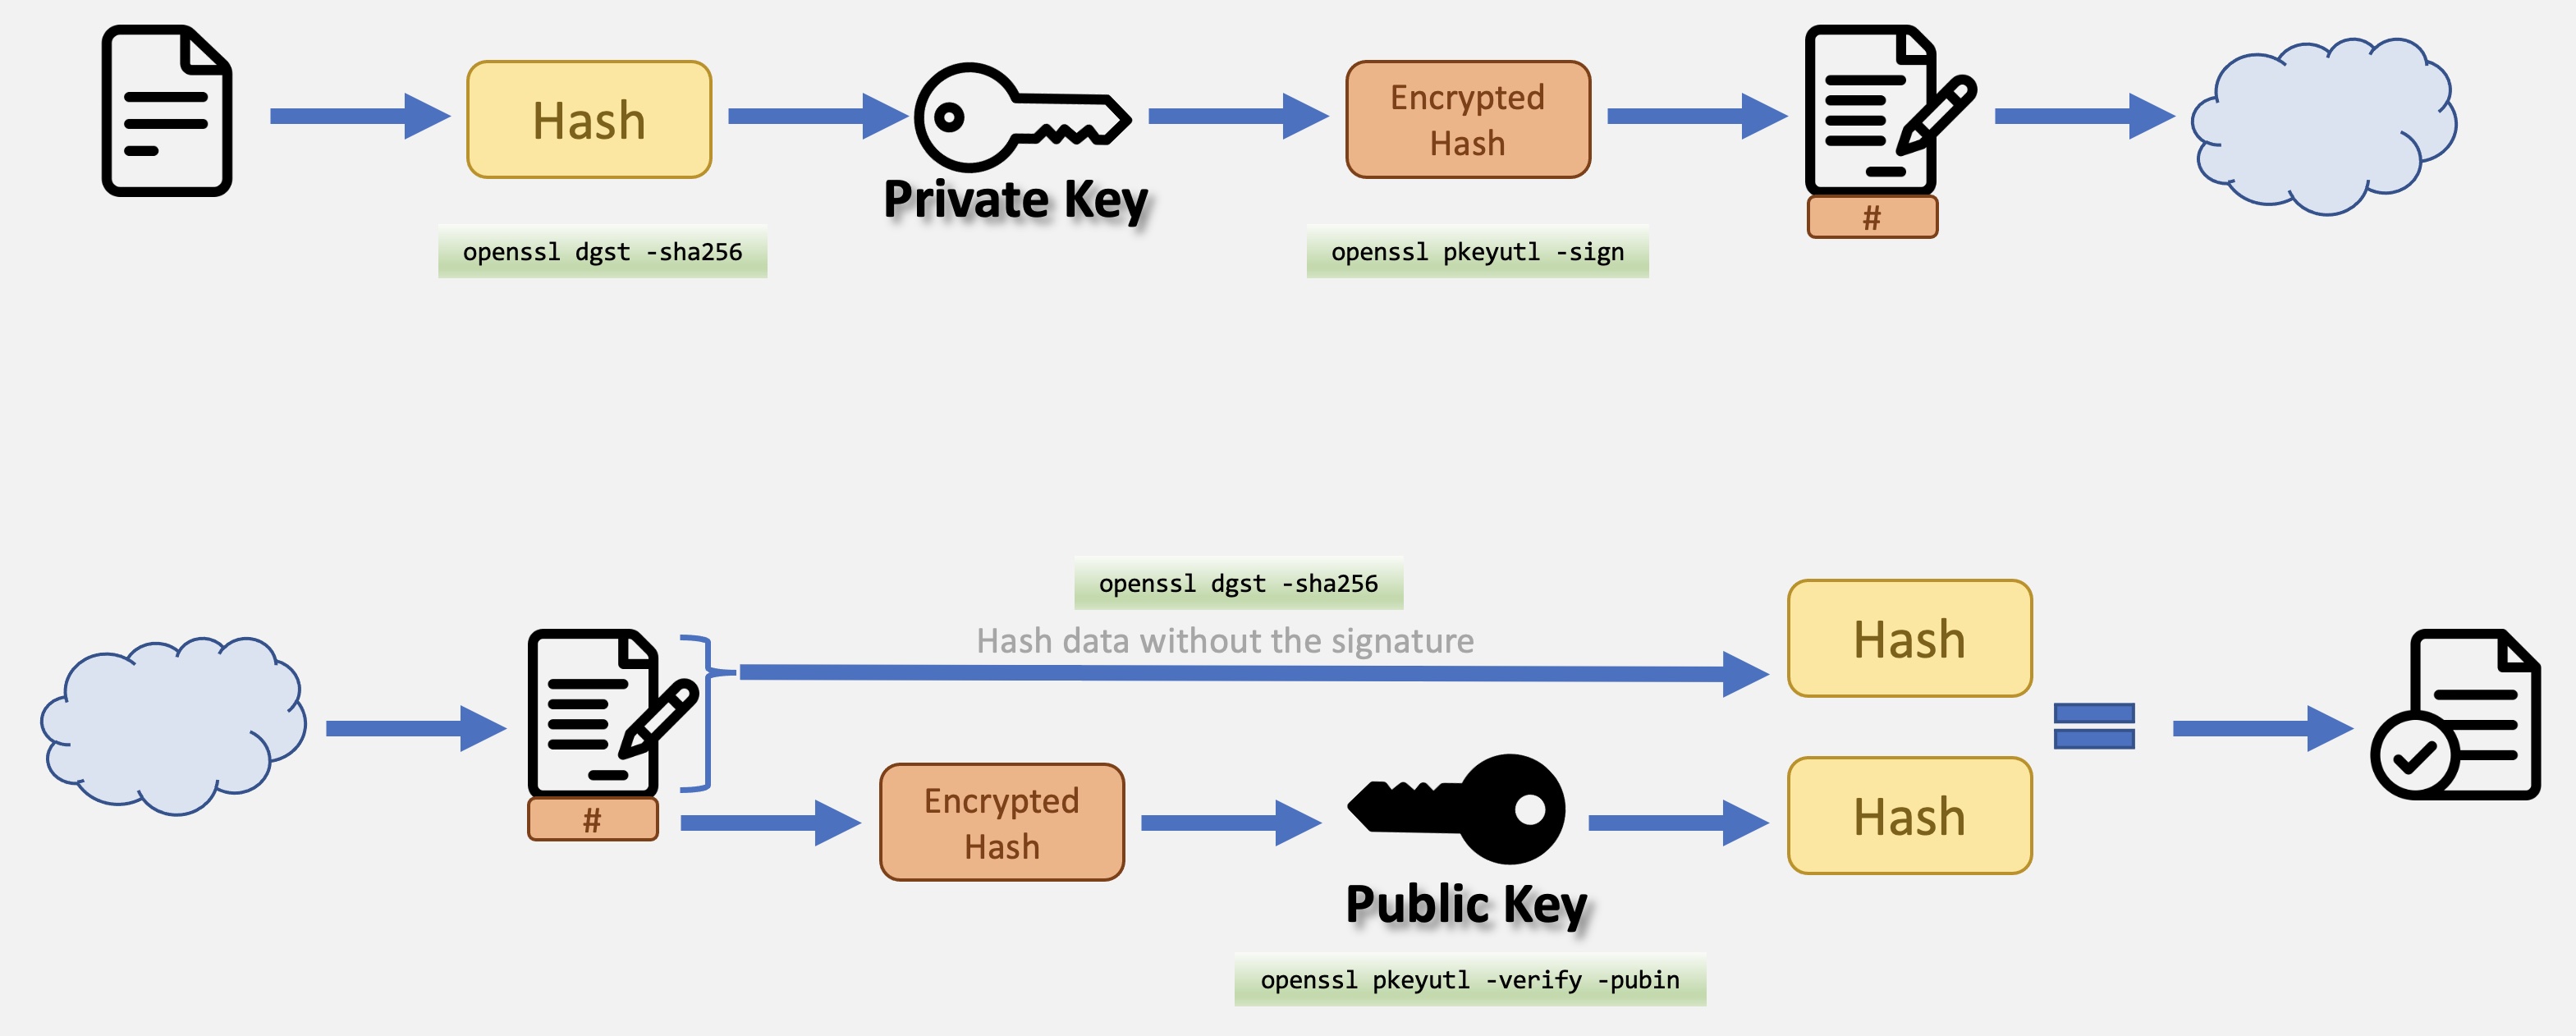 Hash
Encrypted
Hash
Private Key
#
openssl dgst -sha256
openssl pkeyutl -sign
openssl dgst -sha256
Hash data without the signature
Hash
Encrypted
Hash
#
Hash
Public Key
openssl pkeyutl -verify -pubin